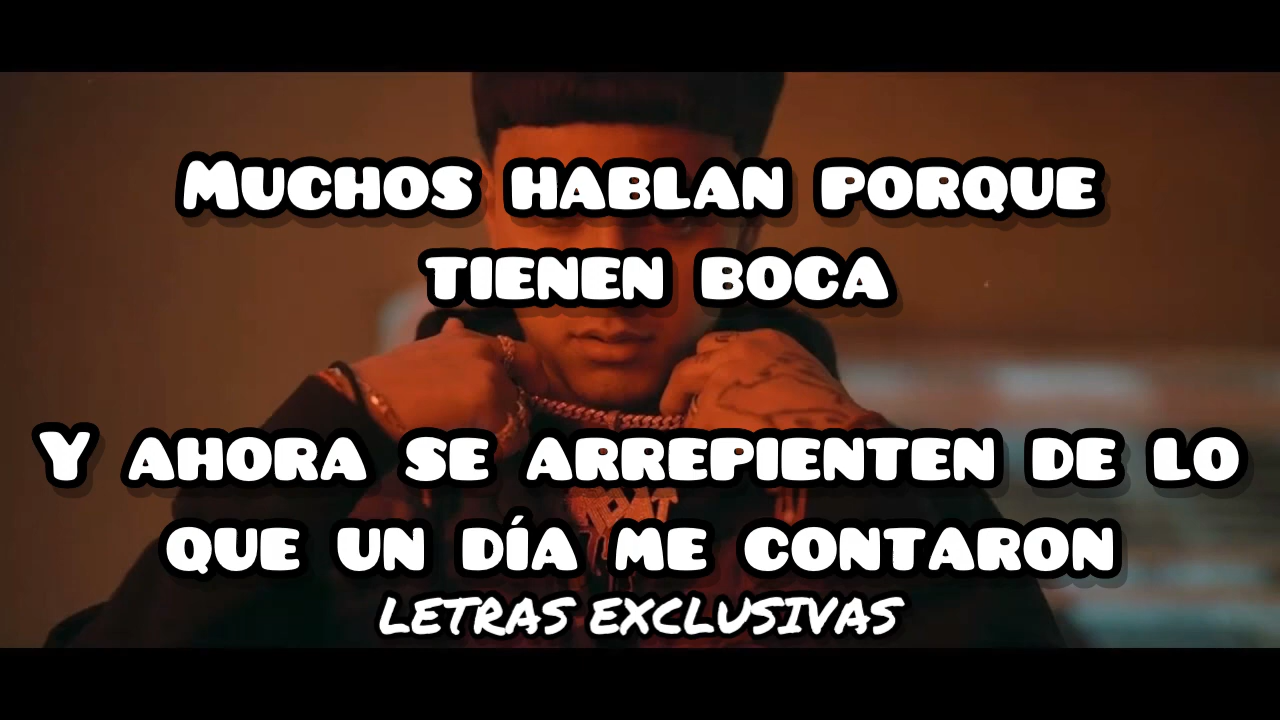 Muchos hablan porque
tienen boca
Y ahora se arrepienten de lo
que un día me contaron
LETRAS EXCLUSIVAS